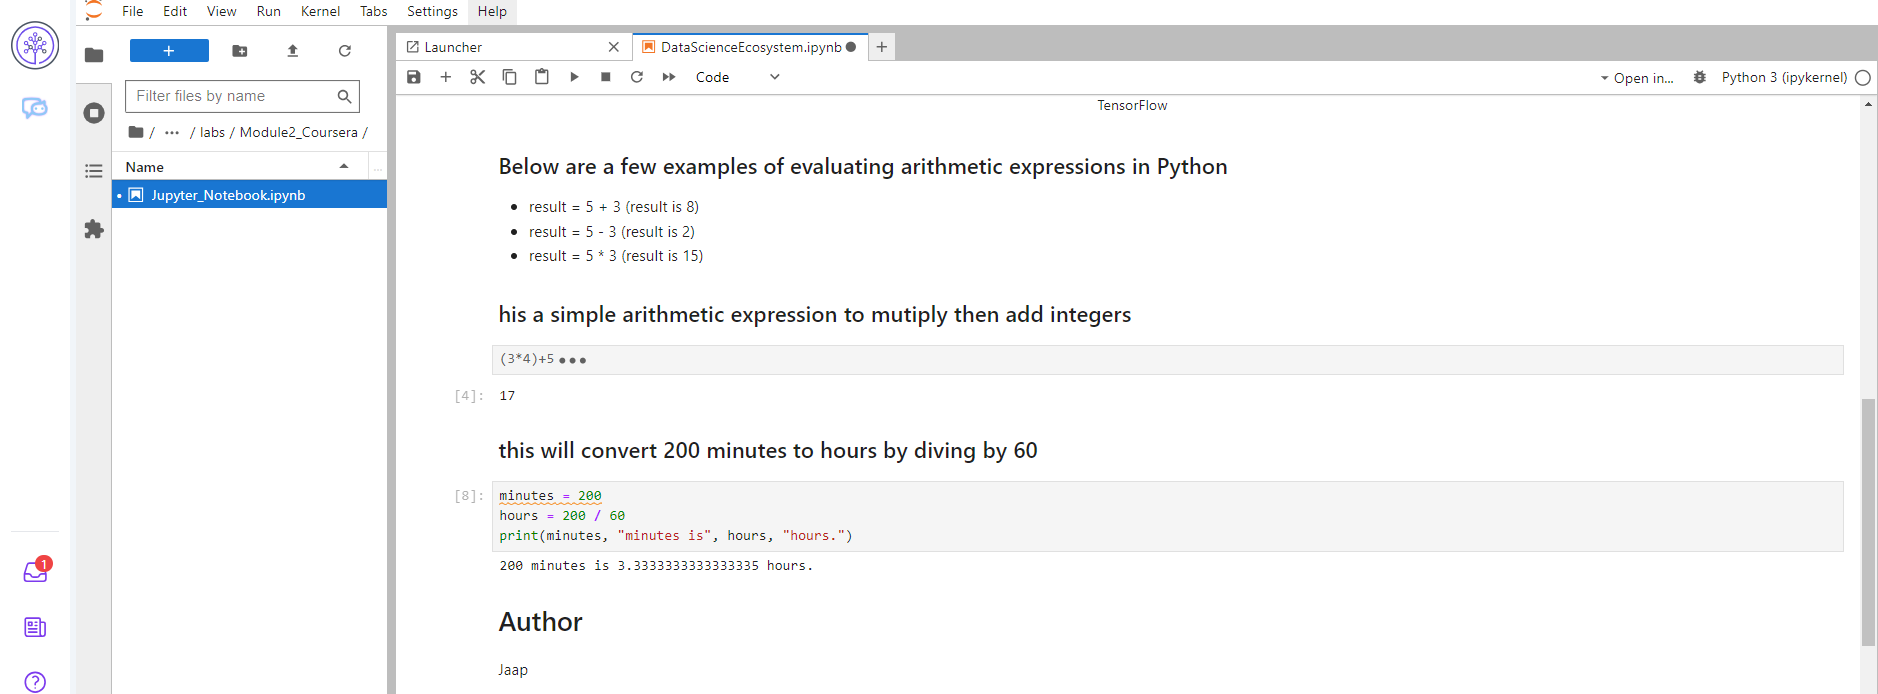 File Edit View Run Kernel Tabs Settings Help
+
Filter files by name
/ ··· / labs / Module2_Coursera /
Name
...
Jupyter_Notebook.ipynb
1
Launcher
DataScienceEcosystem.ipynb
+
Code
Open in...
Python 3 (ipykernel)
TensorFlow
Below are a few examples of evaluating arithmetic expressions in Python
• result = 5 + 3 (result is 8)
• result = 5 - 3 (result is 2)
• result = 5 * 3 (result is 15)
his a simple arithmetic expression to mutiply then add integers
(3*4)+5 •••
[4]: 17
this will convert 200 minutes to hours by diving by 60
[8]: minutes = 200
hours = 200 / 60
print(minutes, "minutes is", hours, "hours.")
200 minutes is 3.3333333333333335 hours.
Author
Jaap